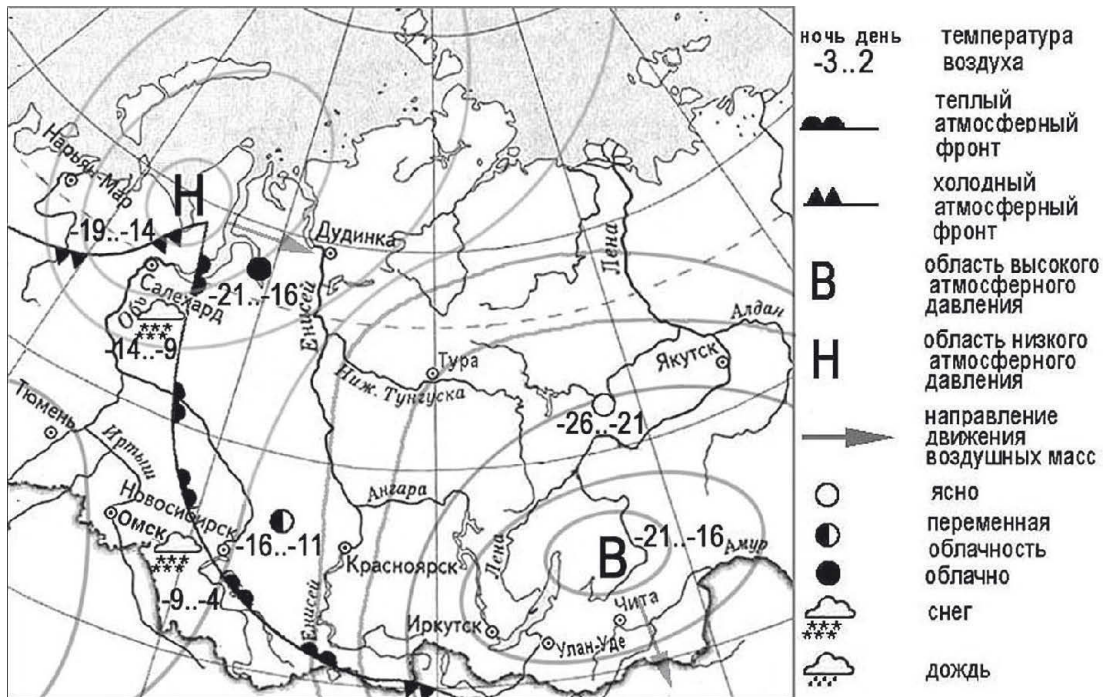 Нарьян-Мар
Н
-19..-14
Дудинка
Салехард
-21..-16
Обь
-14..-9
Енисей
Лена
Алдан
Якутск
Тура
Ниж. Тунгуска
-26..-21
Тюмень
Иртыш
Ангара
Новосибирск
Омск
-16..-11
Красноярск
Лена
В
-21..-16
Амур
-9..-4
Енисей
Иркутск
Улан-Уде
Чита
ночь день
-3..2
температура
воздуха
теплый
атмосферный
фронт
холодный
атмосферный
фронт
В
область высокого
атмосферного
давления
Н
область низкого
атмосферного
давления
направление
движения
воздушных масс
ясно
переменная
облачность
облачно
снег
дождь